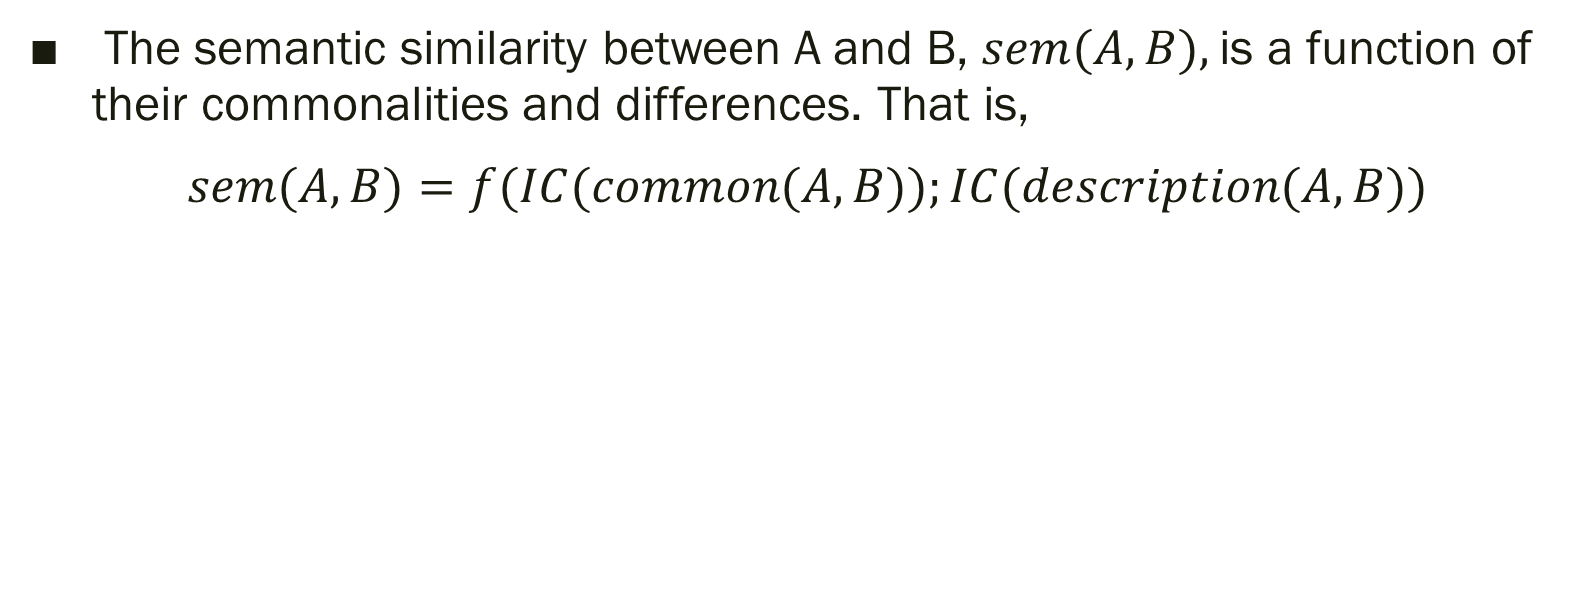 ■ The semantic similarity between A and B, sem(A, B), is a function of
their commonalities and differences. That is,
sem(A, B) = f(IC(common(A, B)); IC(description(A, B))